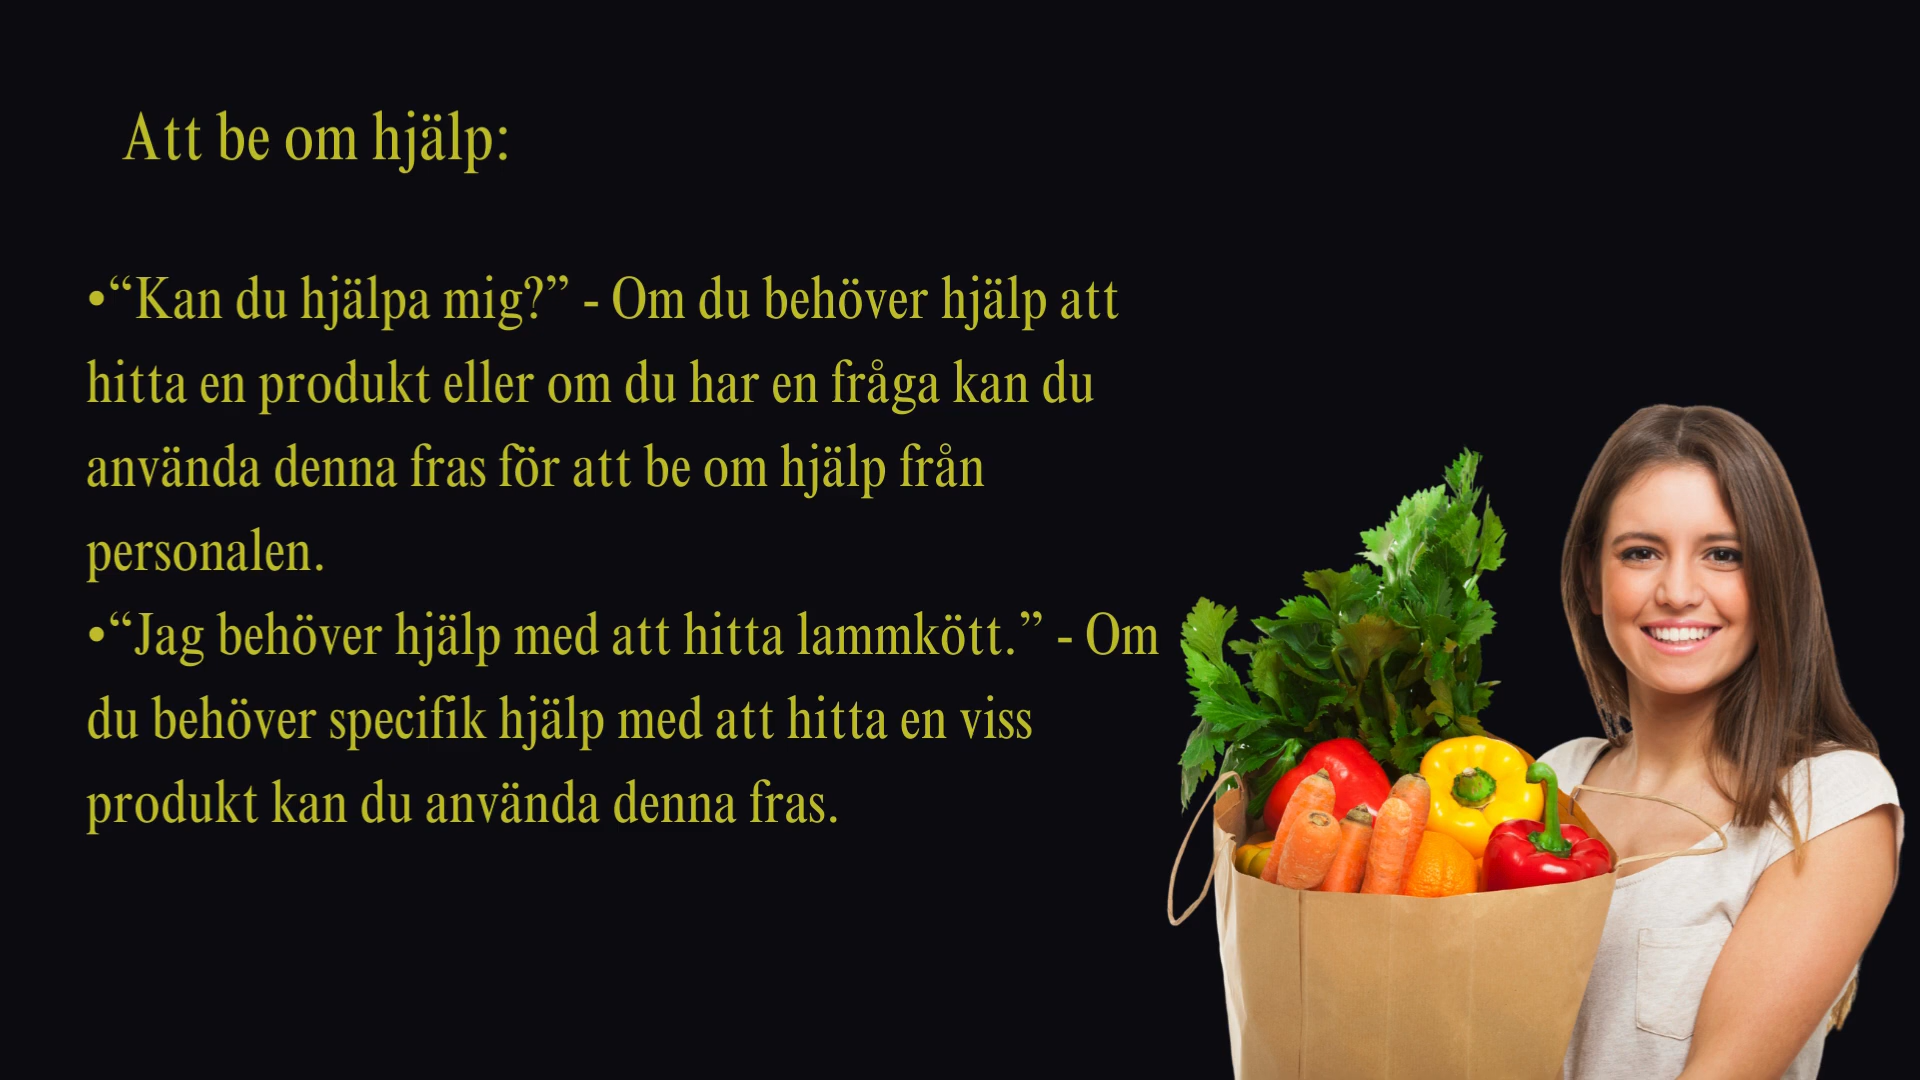 Att be om hjälp:
•“Kan du hjälpa mig?” - Om du behöver hjälp att
hitta en produkt eller om du har en fråga kan du
använda denna fras för att be om hjälp från
personalen.
•“Jag behöver hjälp med att hitta lammkött.” - Om
du behöver specifik hjälp med att hitta en viss
produkt kan du använda denna fras.